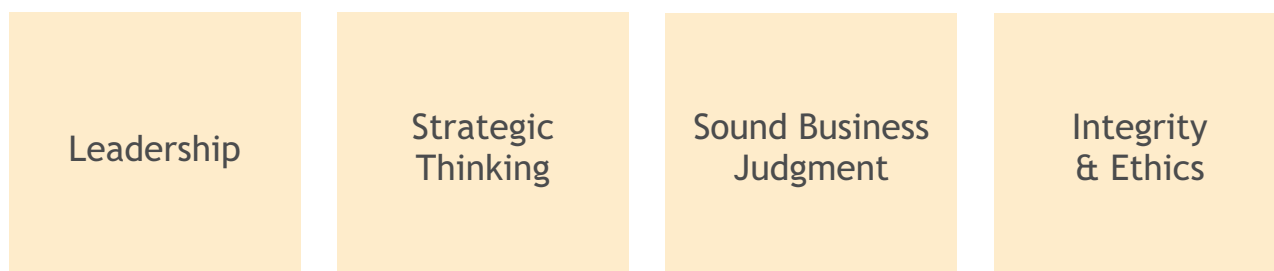 Leadership
Strategic
Thinking
Sound Business
Judgment
Integrity
& Ethics